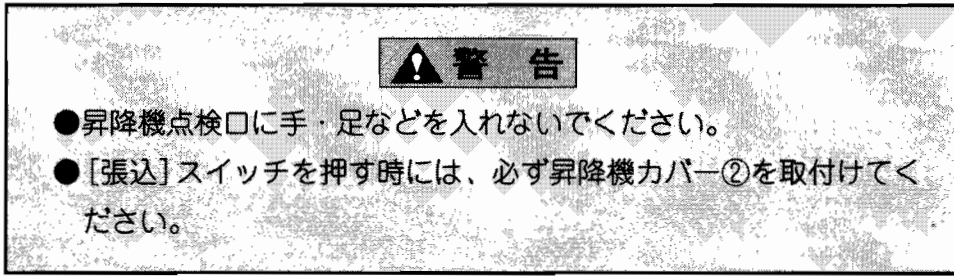 警 告
●昇降機点検口に手・足などを入れないでください。
●[張込]スイッチを押す時には、必ず昇降機カバー②を取付けてく
ださい。